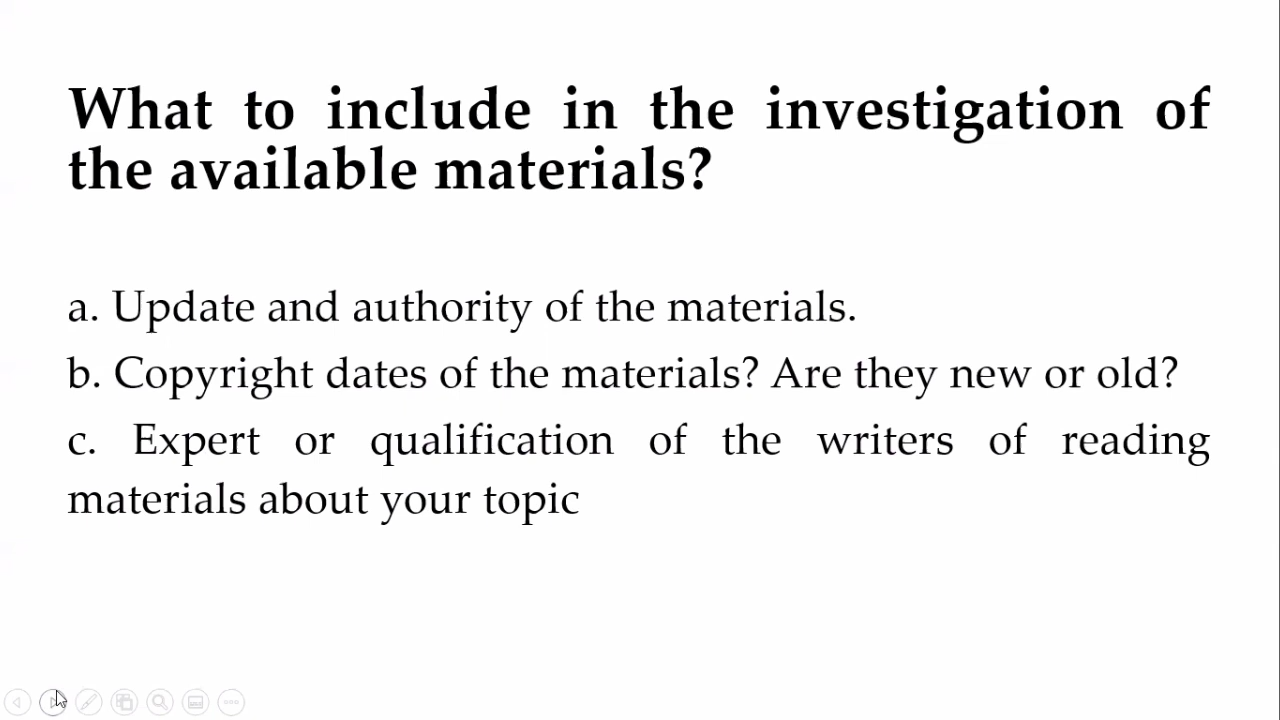 What to include in the investigation of
the available materials?
a. Update and authority of the materials.
b. Copyright dates of the materials? Are they new or old?
c. Expert or qualification of the writers of reading
materials about your topic